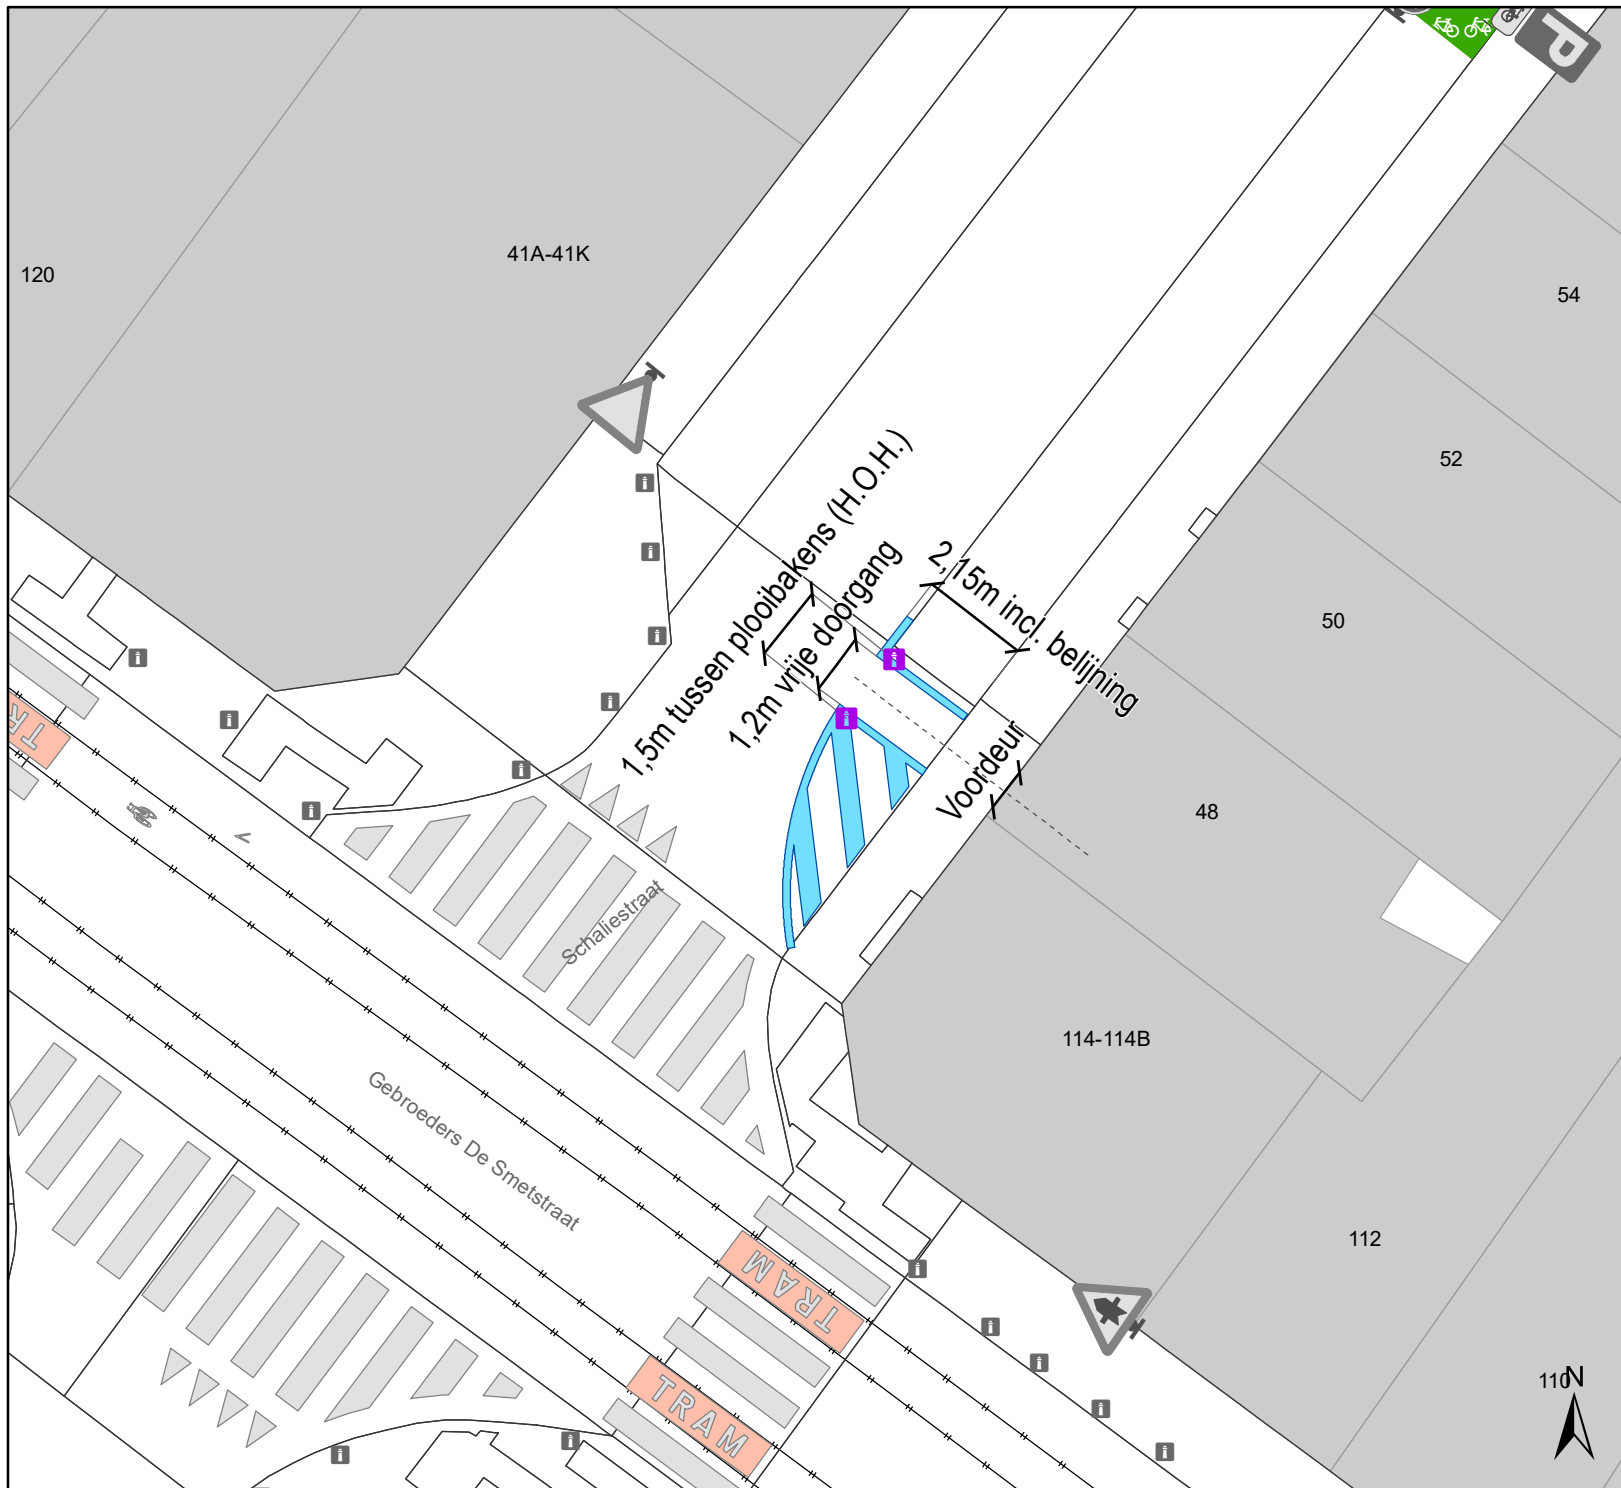 P
54
41A-41K
120
52
1,5m tussen plooibakens (H.O.H.)
1,2m vrije doorgang
2,15m incl. belijning
50
Voordeur
48
TR
Schaliestraat
114-114B
Gebroeders De Smetstraat
112
TRAM
TRAM
110
N